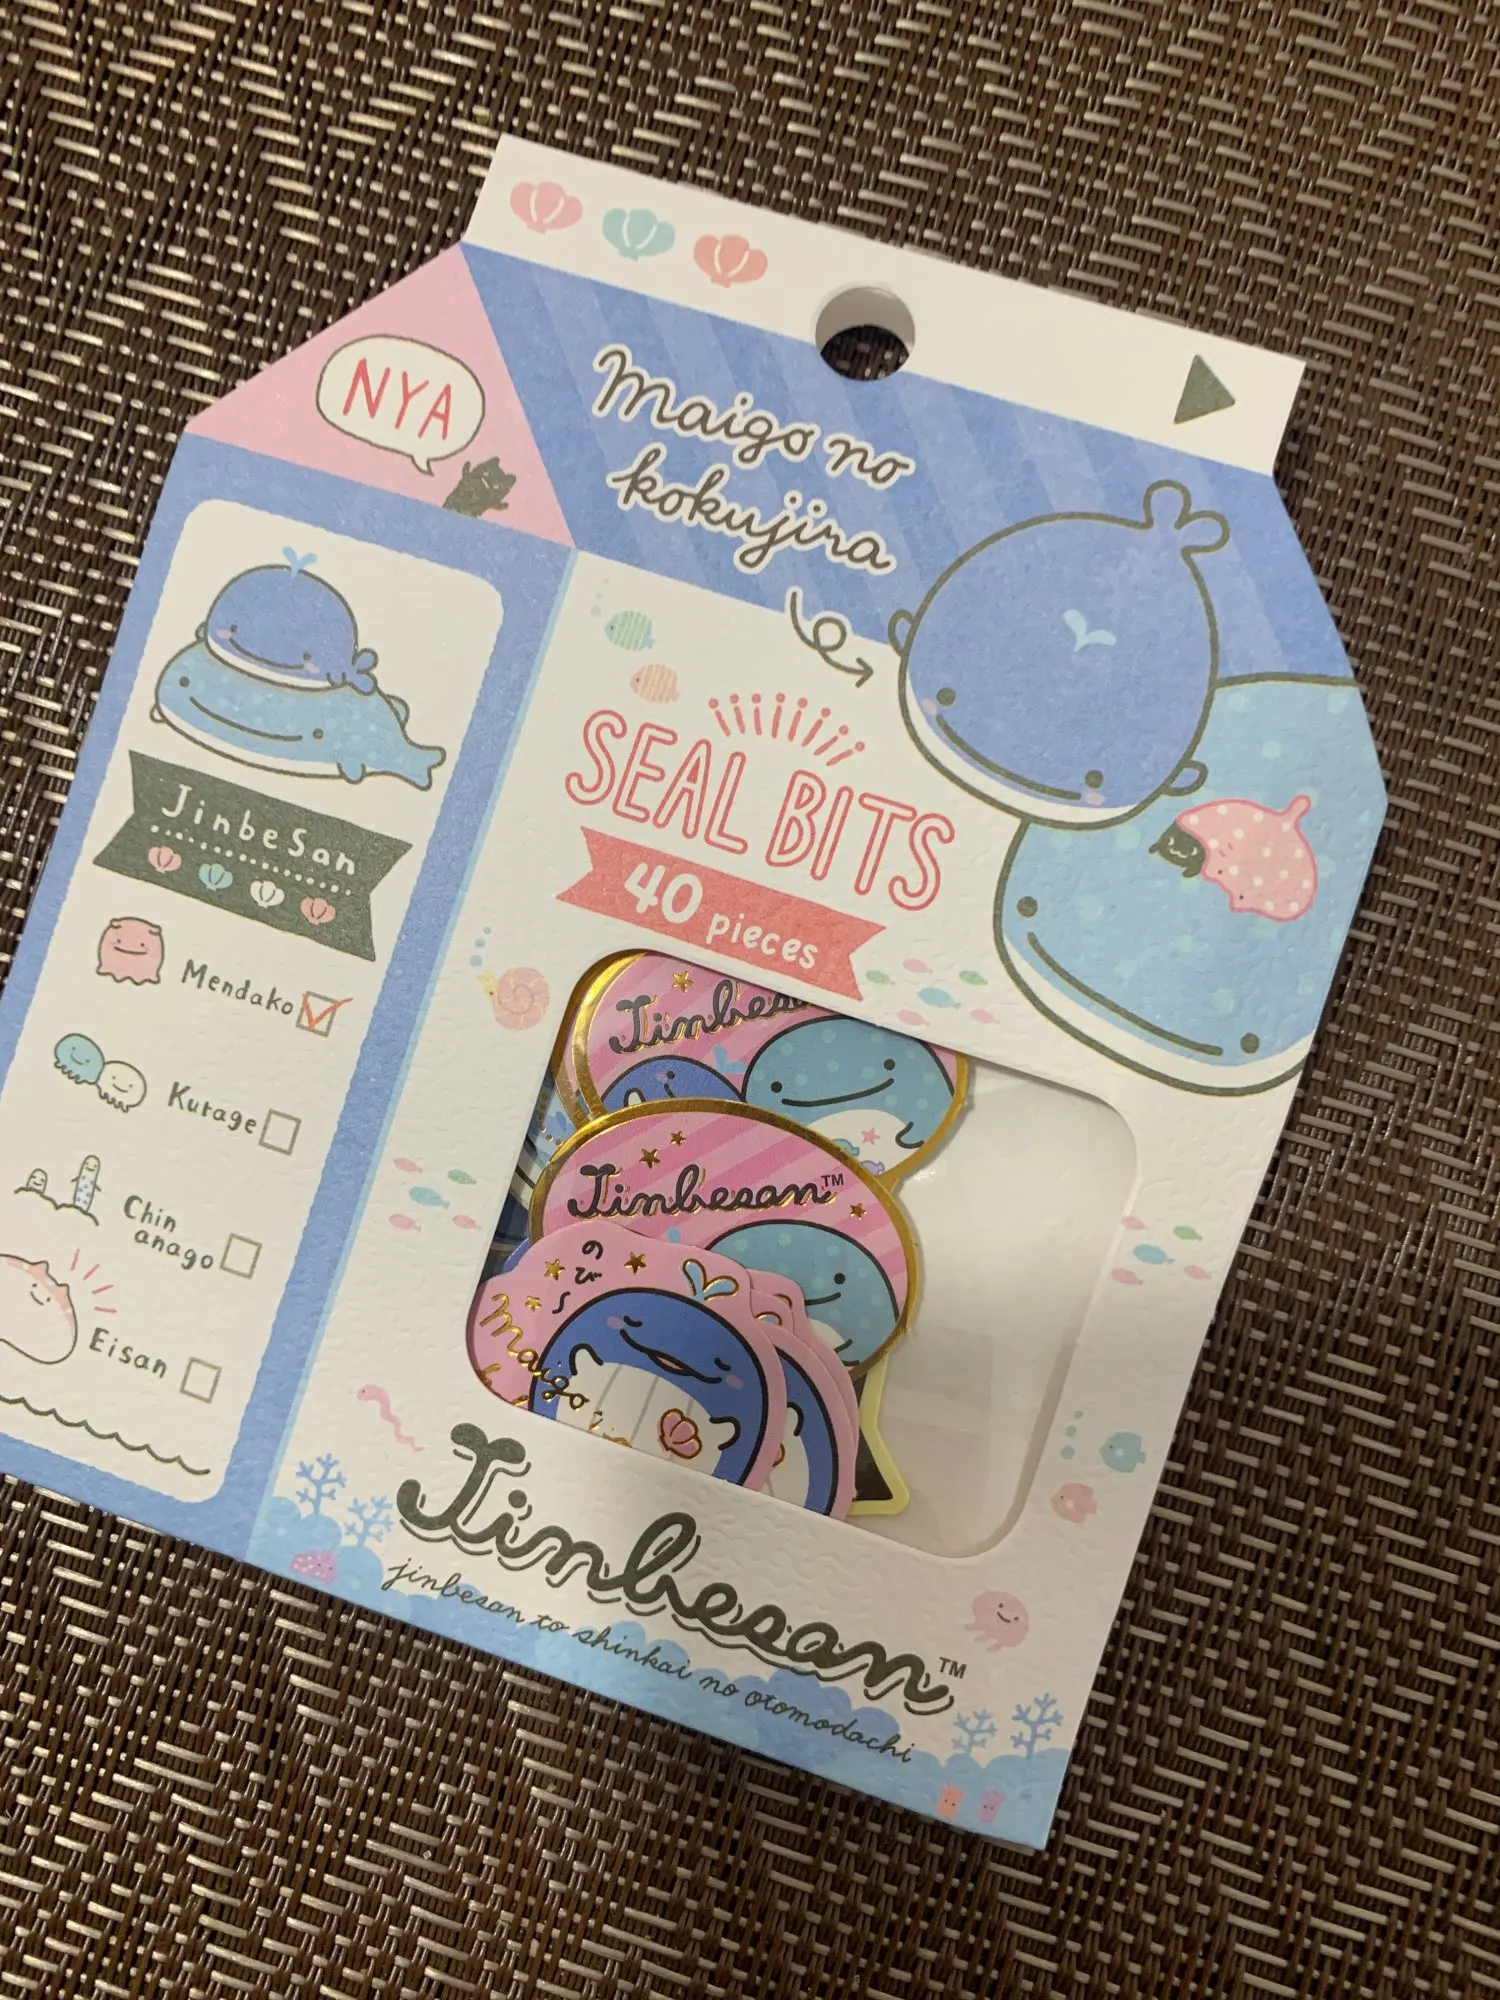 NYA
Maigo no
kokujira
SEAL BITS
40 pieces
JinbeSan
Mendako
Kurage
Chin
anago
Eisan
Jinbesan
Jinbesan™
のび〜
Maigo
Jinbesan™
jinbesan to shinkai no otomodachi